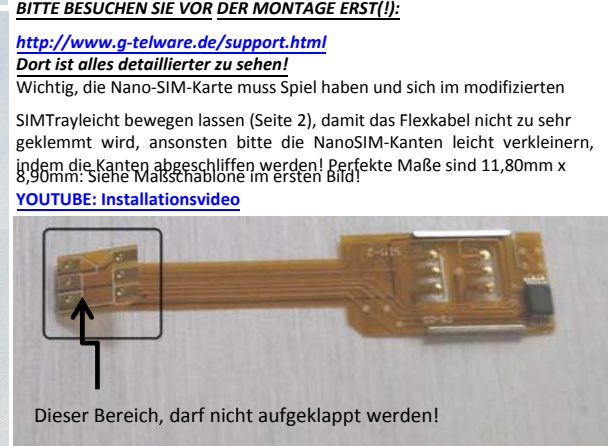 BITTE BESUCHEN SIE VOR DER MONTAGE ERST(!):
http://www.g-telware.de/support.html
Dort ist alles detaillierter zu sehen!
Wichtig, die Nano-SIM-Karte muss Spiel haben und sich im modifizierten
SIMTrayleicht bewegen lassen (Seite 2), damit das Flexkabel nicht zu sehr
geklemmt wird, ansonsten bitte die NanoSIM-Kanten leicht verkleinern,
indem die Kanten abgeschliffen werden! Perfekte Maße sind 11,80mm x
8,90mm: Siehe Maßschablone im ersten Bild!
YOUTUBE: Installationsvideo
Dieser Bereich, darf nicht aufgeklappt werden!